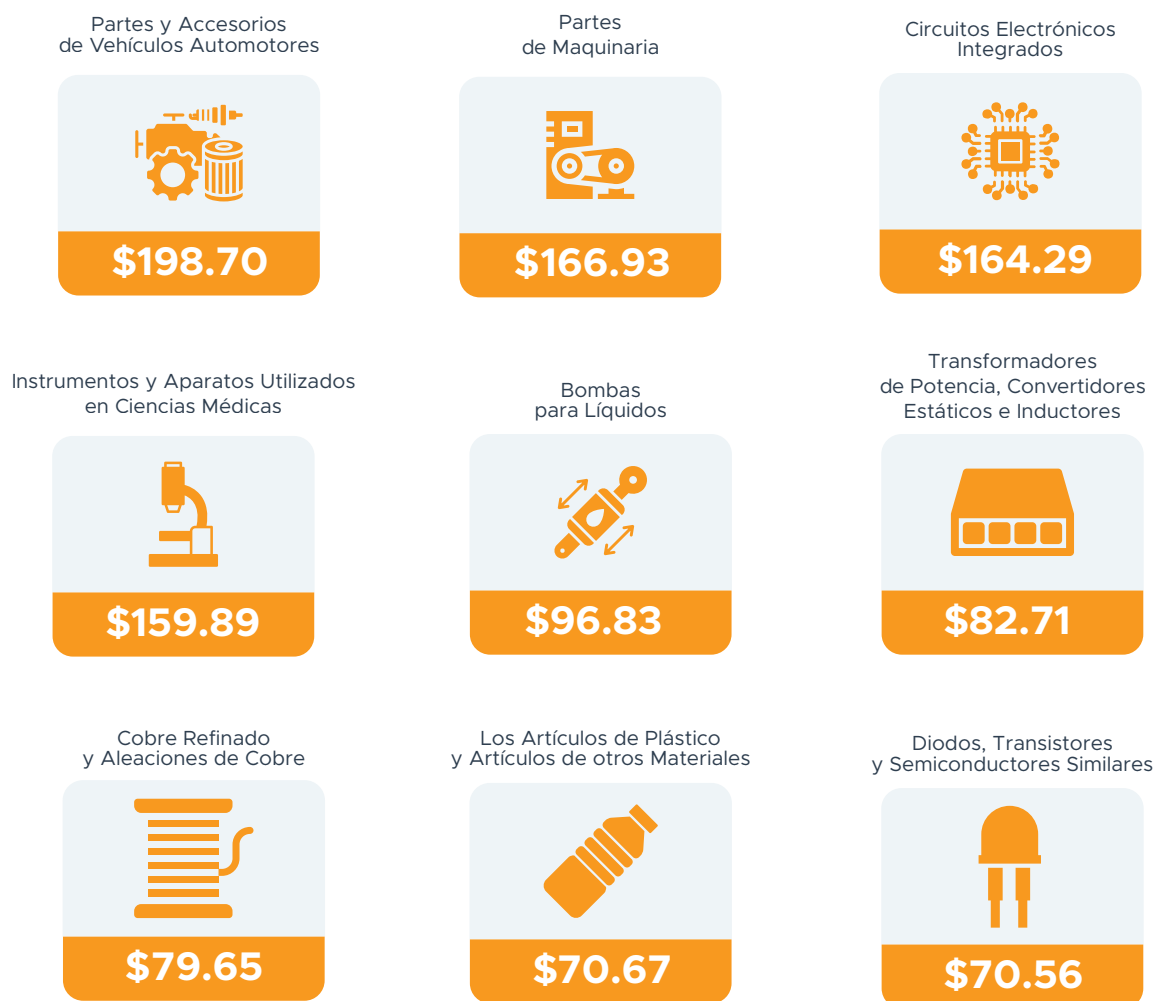 Partes y Accesorios
de Vehículos Automotores
$198.70
Partes
de Maquinaria
$166.93
Circuitos Electrónicos
Integrados
$164.29
Instrumentos y Aparatos Utilizados
en Ciencias Médicas
$159.89
Bombas
para Líquidos
$96.83
Transformadores
de Potencia, Convertidores
Estáticos e Inductores
$82.71
Cobre Refinado
y Aleaciones de Cobre
$79.65
Los Artículos de Plástico
y Artículos de otros Materiales
$70.67
Diodos, Transistores
y Semiconductores Similares
$70.56